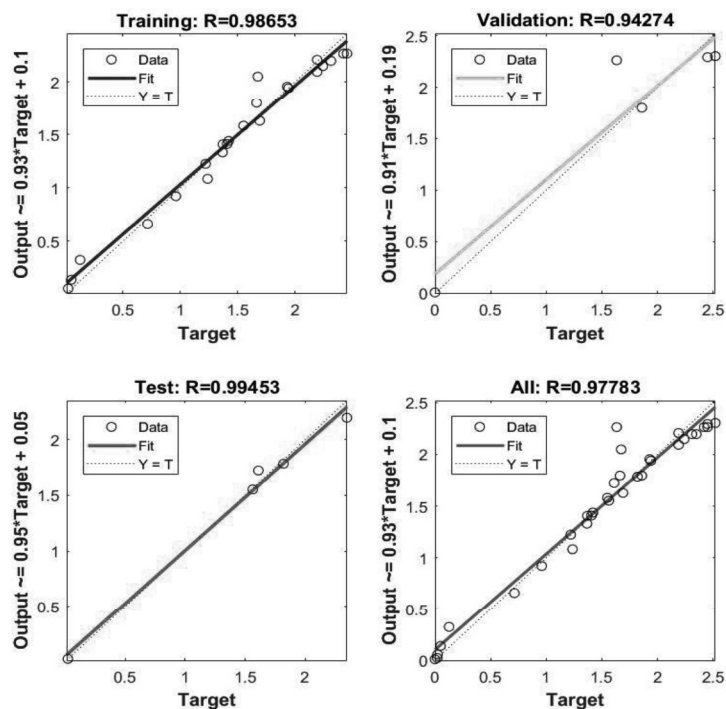 Training: R=0.98653
Output ~= 0.93*Target + 0.1
Data
Fit
Y = T
2
1.5
1
0.5
0.5
1
1.5
2
Target
Validation: R=0.94274
Output ~= 0.91*Target + 0.19
Data
Fit
Y = T
2.5
2
1.5
1
0.5
0
0
0.5
1
1.5
2
2.5
Target
Test: R=0.99453
Output ~= 0.95*Target + 0.05
Data
Fit
Y = T
2
1.5
1
0.5
0.5
1
1.5
2
Target
All: R=0.97783
Output ~= 0.93*Target + 0.1
Data
Fit
Y = T
2.5
2
1.5
1
0.5
0
0
0.5
1
1.5
2
2.5
Target